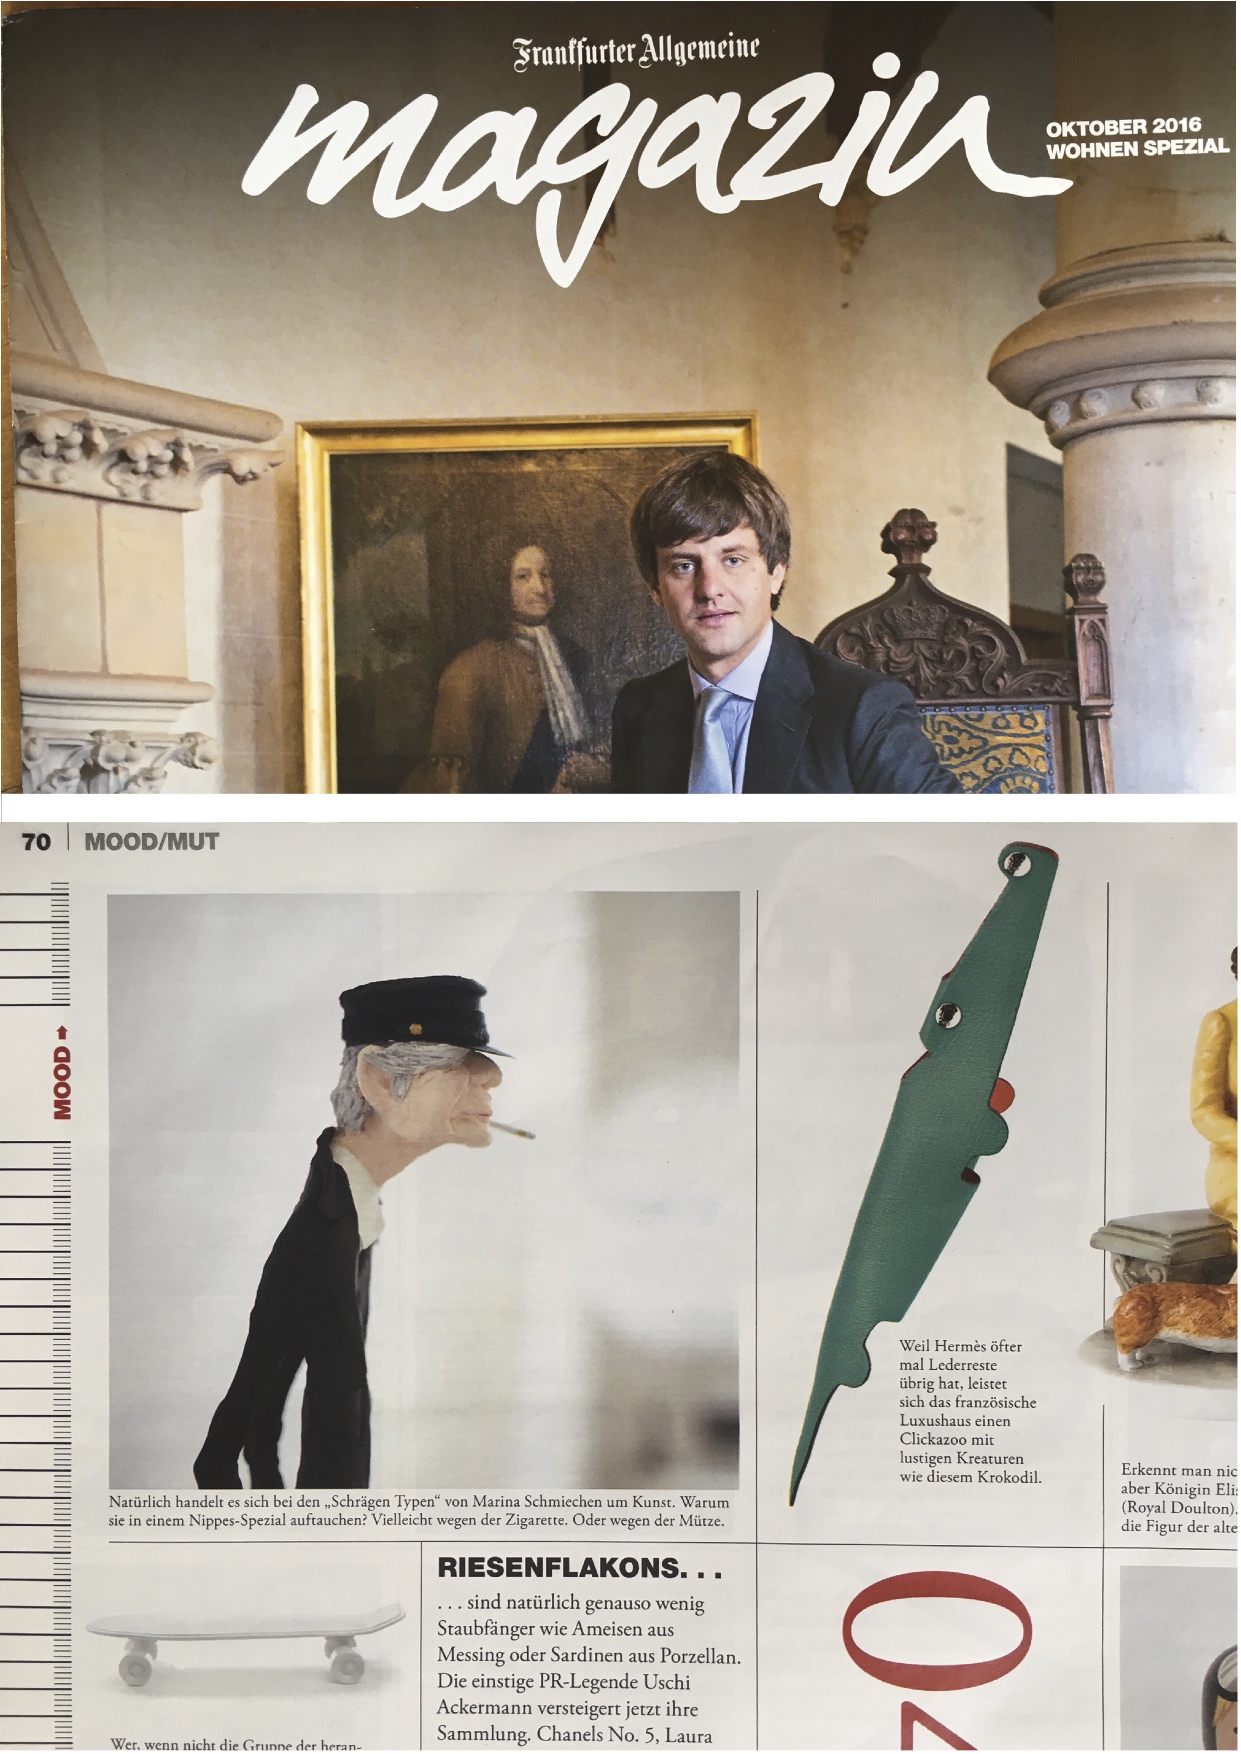 Frankfurter Allgemeine
magazin
OKTOBER 2016
WOHNEN SPEZIAL
70 | MOOD/MUT
MOOD
Natürlich handelt es sich bei den „Schrägen Typen“ von Marina Schmiechen um Kunst. Warum
sie in einem Nippes-Spezial auftauchen? Vielleicht wegen der Zigarette. Oder wegen der Mütze.
Weil Hermès öfter
mal Lederreste
übrig hat, leistet
sich das französische
Luxushaus einen
Clickazoo mit
lustigen Kreaturen
wie diesem Krokodil.
Erkennt man nic
aber Königin Eli
(Royal Doulton).
die Figur der alte
RIESENFLAKONS. . .
. . . sind natürlich genauso wenig
Staubfänger wie Ameisen aus
Messing oder Sardinen aus Porzellan.
Die einstige PR-Legende Uschi
Ackermann versteigert jetzt ihre
Sammlung. Chanels No. 5, Laura
Wer, wenn nicht die Gruppe der heran-